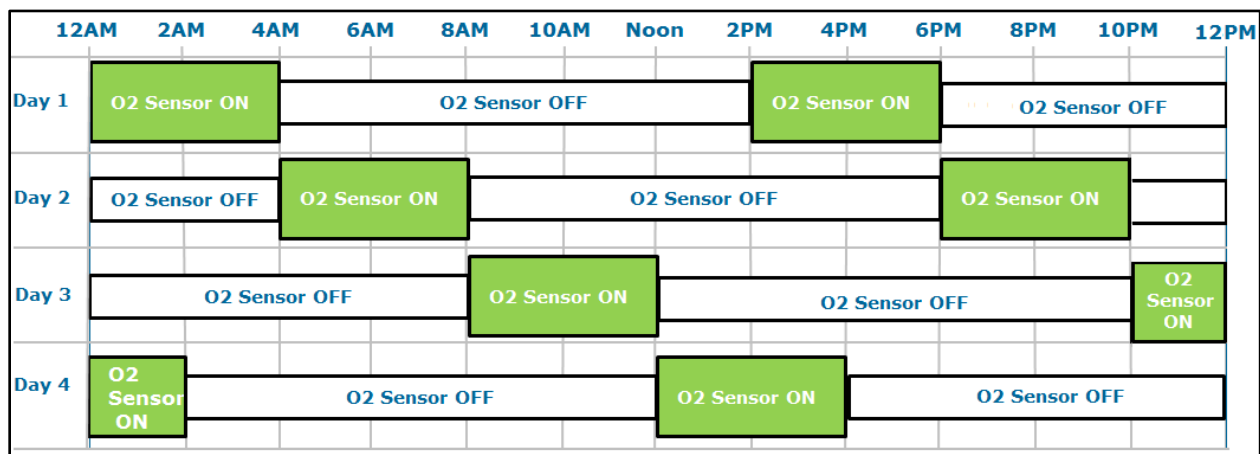 12AM 2AM 4AM 6AM 8AM 10AM Noon 2PM 4PM 6PM 8PM 10PM 12PM
Day 1 O2 Sensor ON O2 Sensor OFF O2 Sensor ON O2 Sensor OFF
Day 2 O2 Sensor OFF O2 Sensor ON O2 Sensor OFF O2 Sensor ON
Day 3 O2 Sensor OFF O2 Sensor ON O2 Sensor OFF O2
Sensor
ON
Day 4 O2
Sensor
ON O2 Sensor OFF O2 Sensor ON O2 Sensor OFF